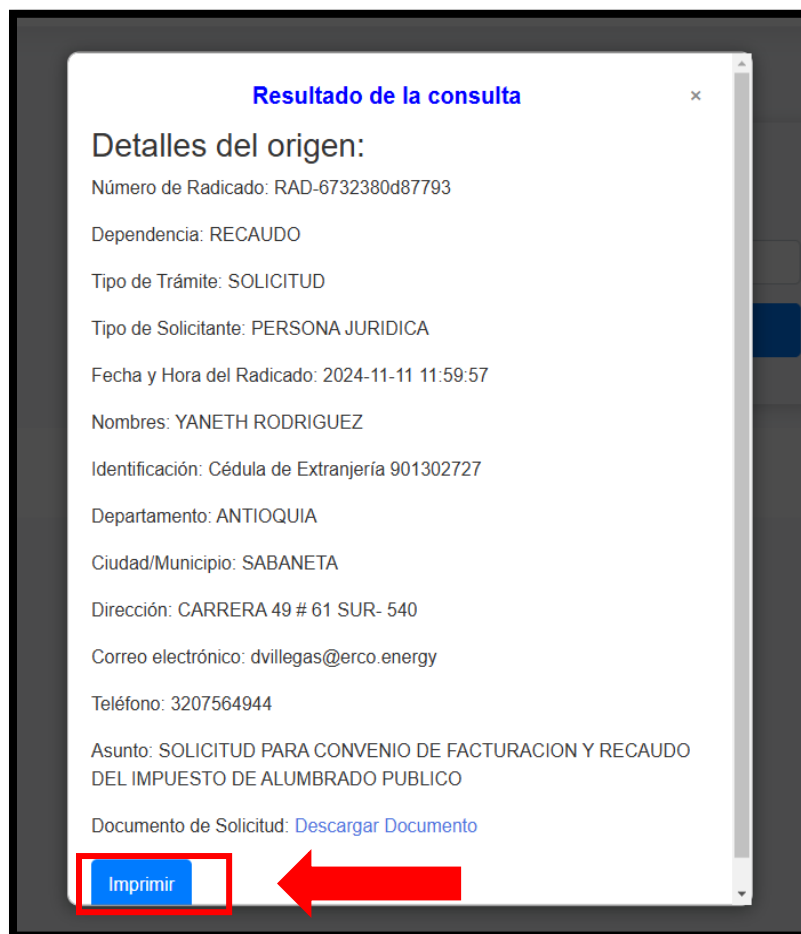 Resultado de la consulta
×
Detalles del origen:
Número de Radicado: RAD-6732380d87793
Dependencia: RECAUDO
Tipo de Trámite: SOLICITUD
Tipo de Solicitante: PERSONA JURIDICA
Fecha y Hora del Radicado: 2024-11-11 11:59:57
Nombres: YANETH RODRIGUEZ
Identificación: Cédula de Extranjería 901302727
Departamento: ANTIOQUIA
Ciudad/Municipio: SABANETA
Dirección: CARRERA 49 # 61 SUR- 540
Correo electrónico: dvillegas@erco.energy
Teléfono: 3207564944
Asunto: SOLICITUD PARA CONVENIO DE FACTURACION Y RECAUDO
DEL IMPUESTO DE ALUMBRADO PUBLICO
Documento de Solicitud: Descargar Documento
Imprimir